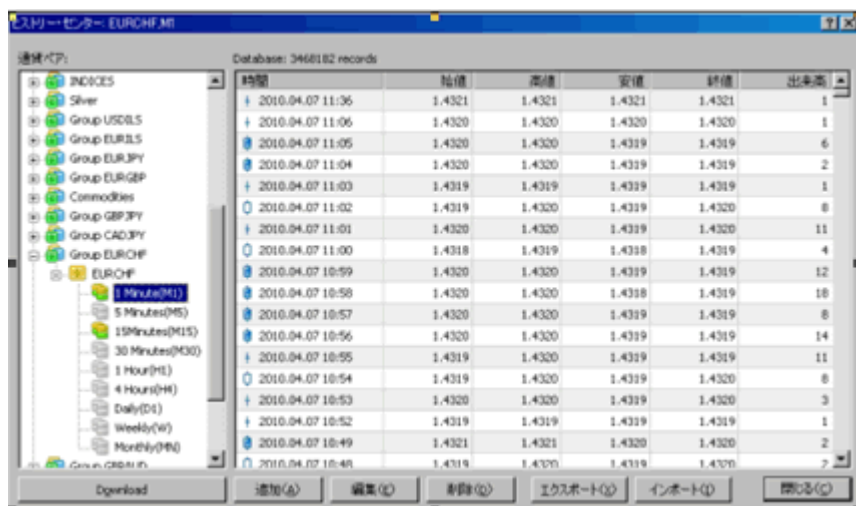 ヒストリー・センター: EURCHF,M1
通貨ペア:
Database: 3468182 records
INDICES
Silver
Group USDILS
Group EURILS
Group EURJPY
Group EURGBP
Commodities
Group GBPJPY
Group CADJPY
Group EURCHF
EURCHF
1 Minute(M1)
5 Minutes(M5)
15Minutes(M15)
30 Minutes(M30)
1 Hour(H1)
4 Hours(H4)
Daily(D1)
Weekly(W)
Monthly(MN)
Group GBPAUD
時間 始値 高値 安値 終値 出来高
2010.04.07 11:36 1.4321 1.4321 1.4321 1.4321 1
2010.04.07 11:06 1.4320 1.4320 1.4320 1.4320 1
2010.04.07 11:05 1.4320 1.4320 1.4319 1.4319 6
2010.04.07 11:04 1.4320 1.4320 1.4319 1.4319 2
2010.04.07 11:03 1.4319 1.4319 1.4319 1.4319 1
2010.04.07 11:02 1.4319 1.4320 1.4319 1.4320 8
2010.04.07 11:01 1.4320 1.4320 1.4319 1.4320 11
2010.04.07 11:00 1.4318 1.4319 1.4318 1.4319 4
2010.04.07 10:59 1.4320 1.4320 1.4319 1.4319 12
2010.04.07 10:58 1.4320 1.4320 1.4318 1.4319 18
2010.04.07 10:57 1.4320 1.4320 1.4319 1.4319 8
2010.04.07 10:56 1.4320 1.4320 1.4319 1.4319 14
2010.04.07 10:55 1.4319 1.4320 1.4319 1.4319 11
2010.04.07 10:54 1.4319 1.4320 1.4319 1.4320 8
2010.04.07 10:53 1.4320 1.4320 1.4319 1.4320 3
2010.04.07 10:52 1.4319 1.4319 1.4319 1.4319 1
2010.04.07 10:49 1.4321 1.4321 1.4320 1.4320 2
2010.04.07 10:48 1.4319 1.4320 1.4319 1.4320 2
Download 追加(A) 編集(E) 削除(D) エクスポート(X) インポート(I) 閉じる(C)